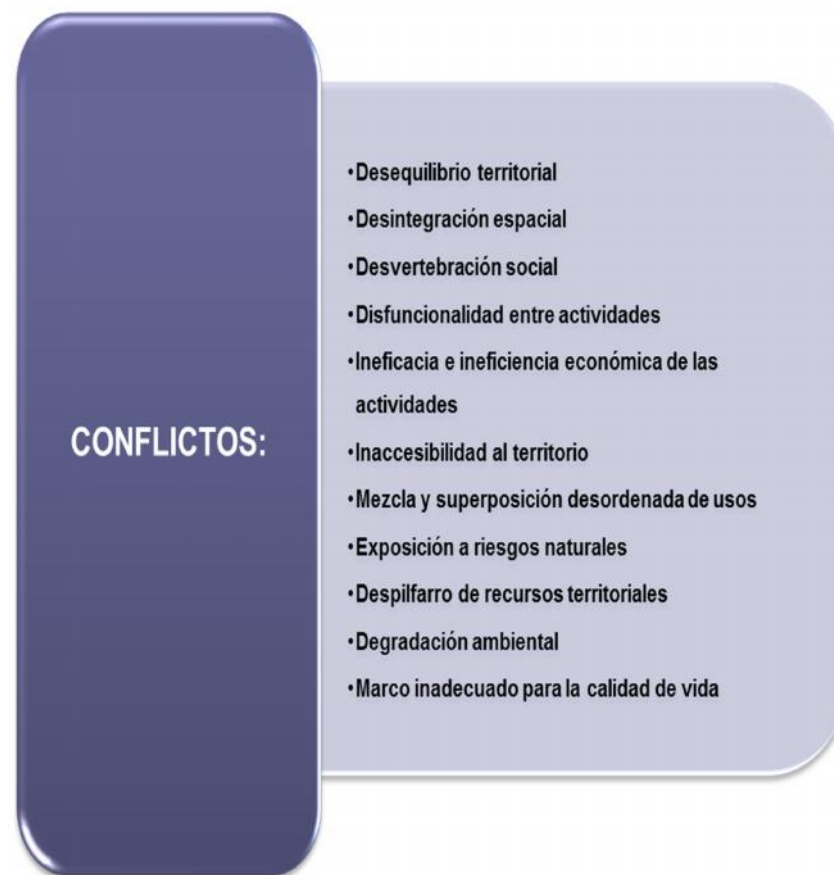 CONFLICTOS:
•Desequilibrio territorial
•Desintegración espacial
•Desvertebración social
•Disfuncionalidad entre actividades
•Ineficacia e ineficiencia económica de las
actividades
•Inaccesibilidad al territorio
•Mezcla y superposición desordenada de usos
•Exposición a riesgos naturales
•Despilfarro de recursos territoriales
•Degradación ambiental
•Marco inadecuado para la calidad de vida